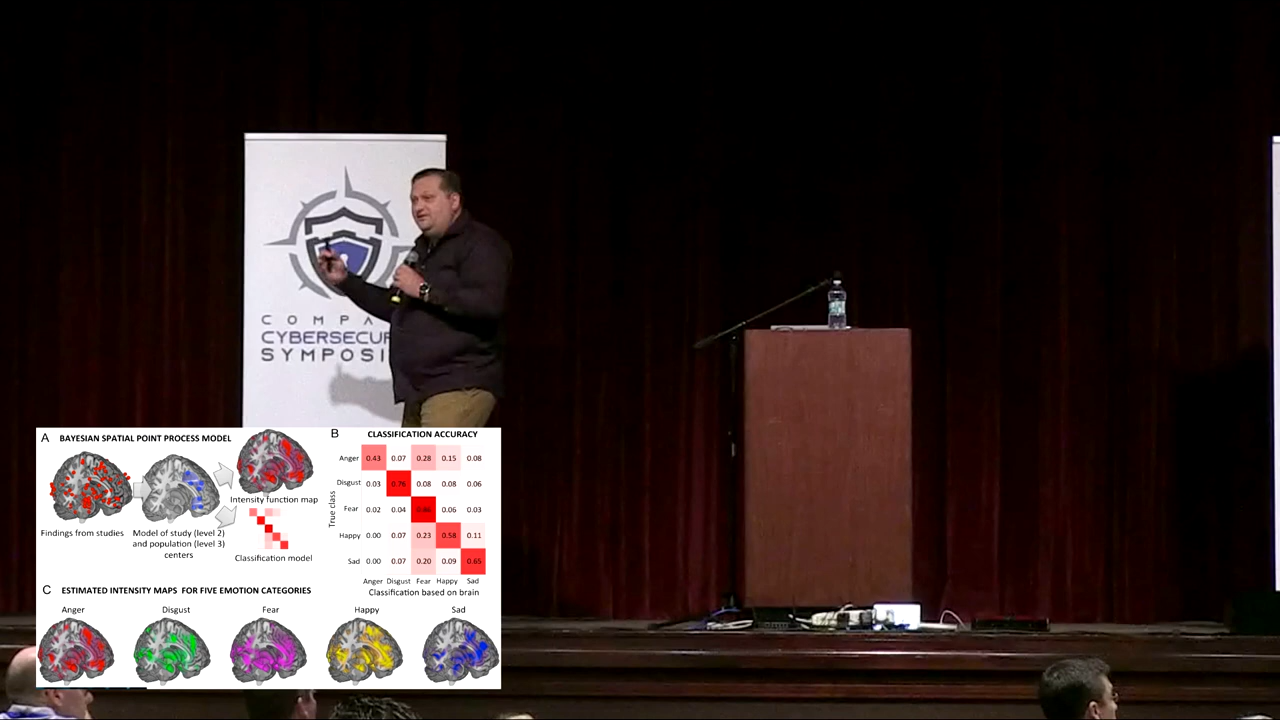 COMPA
CYBERSECUR
SYMPOSI
A BAYESIAN SPATIAL POINT PROCESS MODEL
Findings from studies
Model of study (level 2)
and population (level 3)
centers
Intensity function map
Classification model
B CLASSIFICATION ACCURACY
True class
Anger 0.43 0.07 0.28 0.15 0.08
Disgust 0.03 0.76 0.08 0.08 0.06
Fear 0.02 0.04 0.06 0.03
Happy 0.00 0.07 0.23 0.58 0.11
Sad 0.00 0.07 0.20 0.09 0.65
Anger Disgust Fear Happy Sad
Classification based on brain
C ESTIMATED INTENSITY MAPS FOR FIVE EMOTION CATEGORIES
Anger Disgust Fear Happy Sad